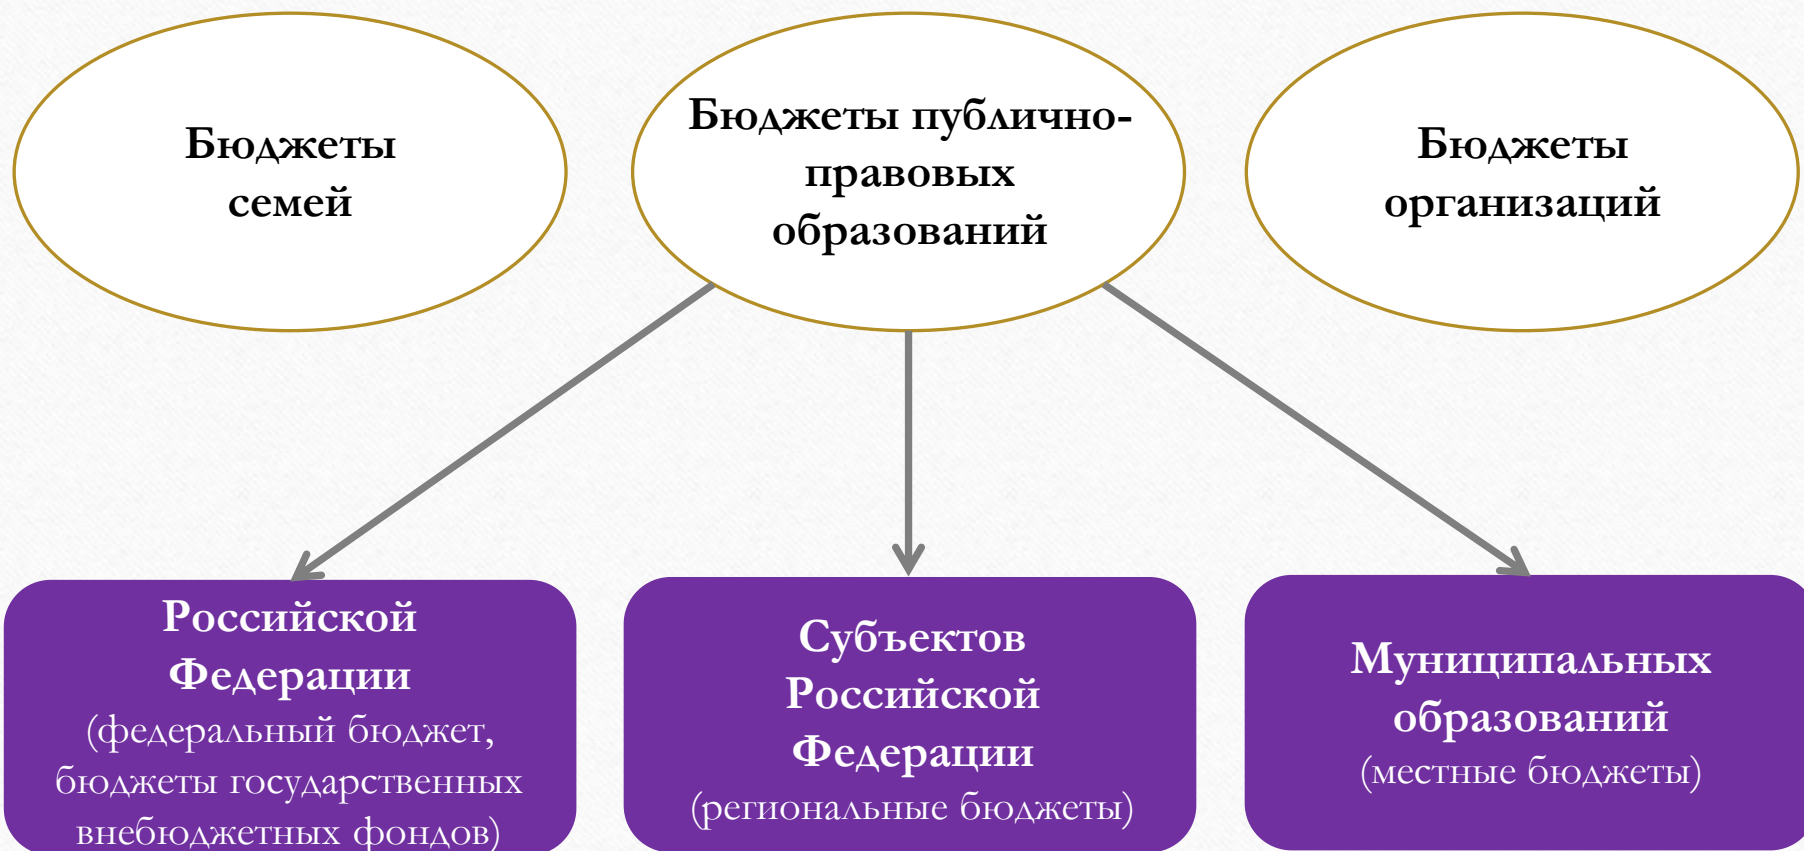 Бюджеты
семей
Бюджеты публично-
правовых
образований
Бюджеты
организаций
Российской
Федерации
(федеральный бюджет,
бюджеты государственных
внебюджетных фондов)
Субъектов
Российской
Федерации
(региональные бюджеты)
Муниципальных
образований
(местные бюджеты)